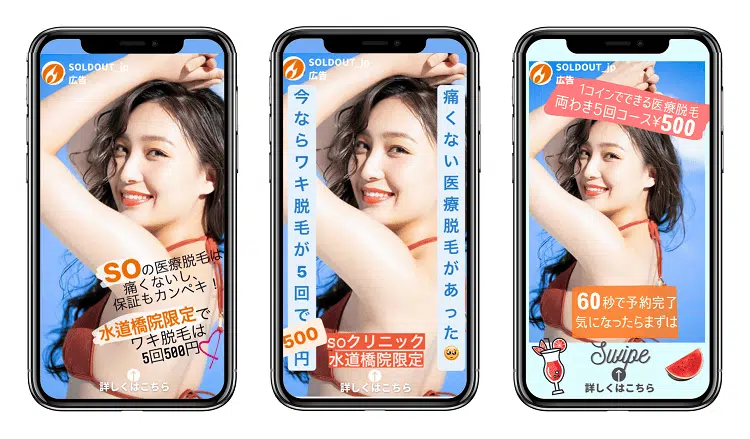 SOLDOUT_jp
広告
SOの医療脱毛は
痛くないし、
保証もカンペキ！
水道橋院限定で
ワキ脱毛は
5回500円
詳しくはこちら
SOLDOUT_jp
広告
痛くない医療脱毛があった🥺
今ならワキ脱毛が5回で500円
soクリニック
水道橋院限定
詳しくはこちら
SOLDOUT_jp
広告
1コインでできる医療脱毛
両わき5回コース¥500
60秒で予約完了
気になったらまずは
Swipe
詳しくはこちら